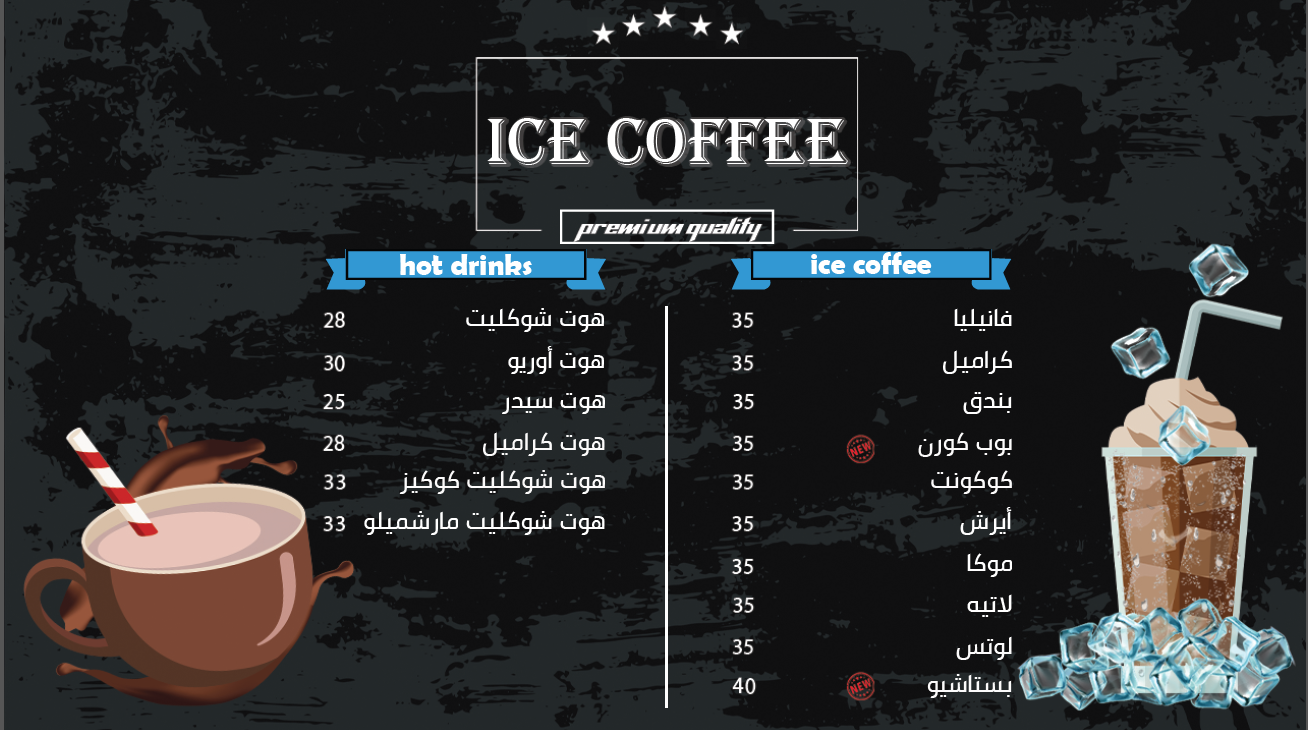 ICE COFFEE
premium quality
hot drinks
هوت شوكليت 28
هوت أوريو 30
هوت سيدر 25
هوت كراميل 28
هوت شوكليت كوكيز 33
هوت شوكليت مارشميلو 33
ice coffee
فانيليا 35
كراميل 35
بندق 35
بوب كورن NEW 35
كوكونت 35
أيرش 35
موكا 35
لاتيه 35
لوتس 35
بستاشيو NEW 40